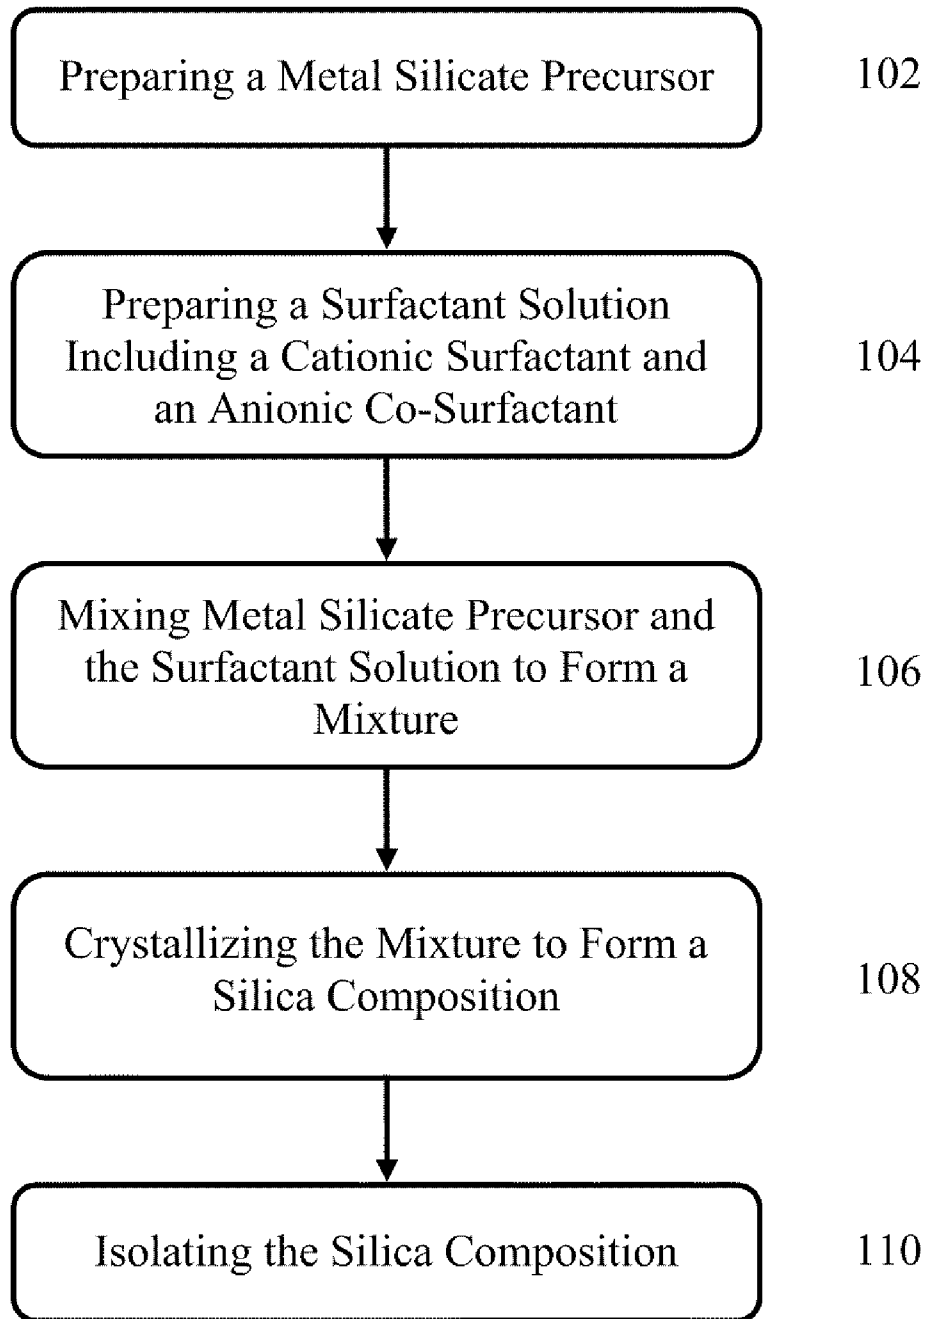 Preparing a Metal Silicate Precursor
102
Preparing a Surfactant Solution
Including a Cationic Surfactant and
an Anionic Co-Surfactant
104
Mixing Metal Silicate Precursor and
the Surfactant Solution to Form a
Mixture
106
Crystallizing the Mixture to Form a
Silica Composition
108
Isolating the Silica Composition
110